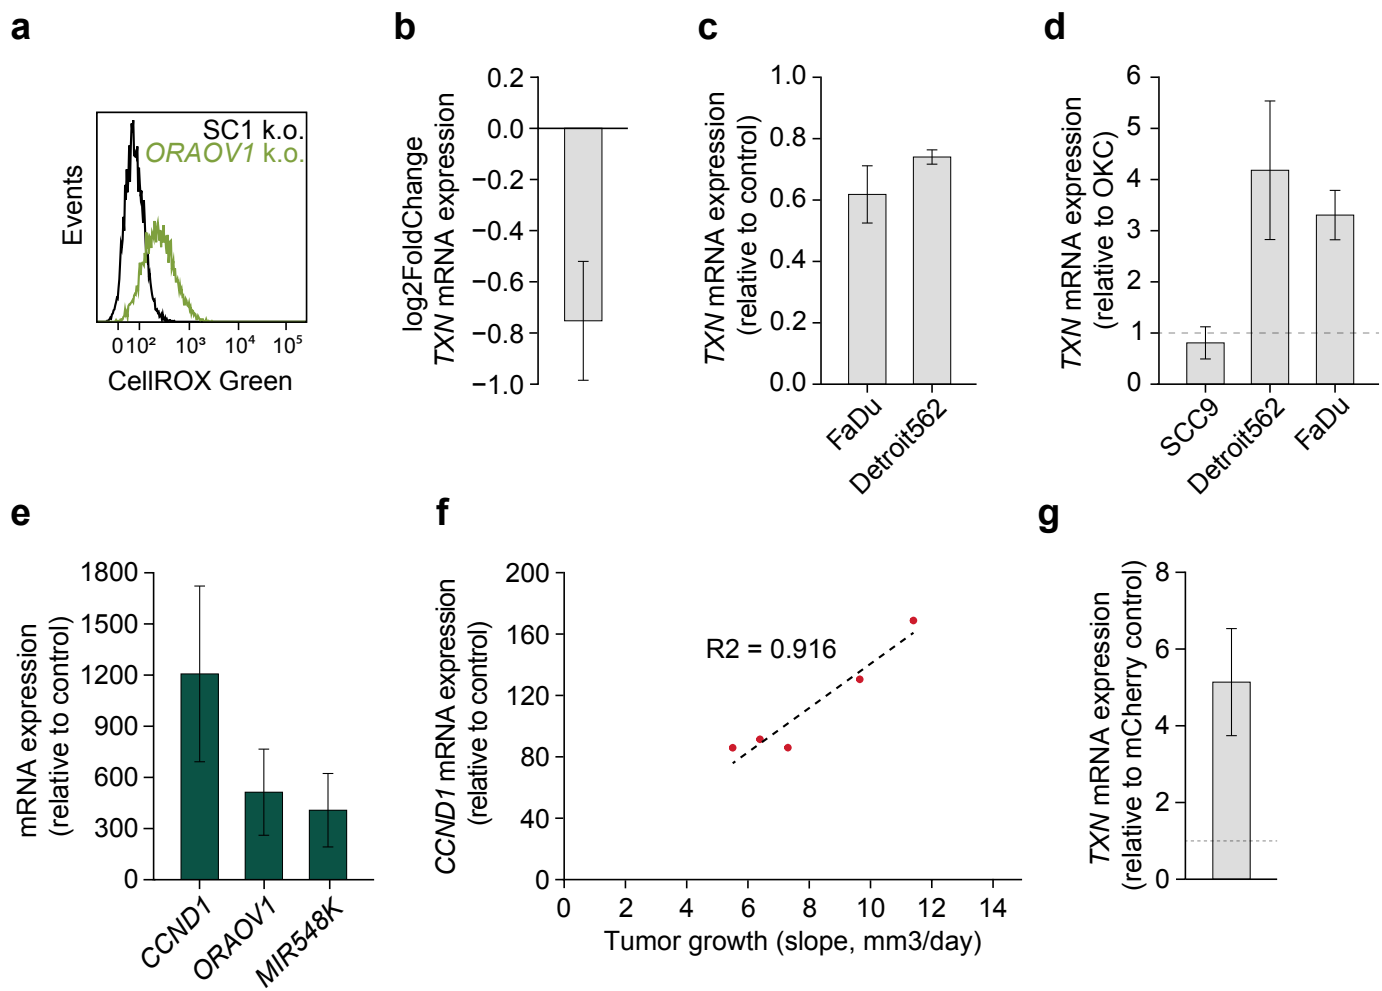 a
SC1 k.o.
ORAOV1 k.o.
Events
0 10² 10³ 10⁴ 10⁵
CellROX Green
b
log2FoldChange
TXN mRNA expression
0.2
0.0
−0.2
−0.4
−0.6
−0.8
−1.0
c
TXN mRNA expression
(relative to control)
1.0
0.8
0.6
0.4
0.2
0.0
FaDu
Detroit562
d
TXN mRNA expression
(relative to OKC)
6
5
4
3
2
1
0
SCC9
Detroit562
FaDu
e
mRNA expression
(relative to control)
1800
1500
1200
900
600
300
0
CCND1
ORAOV1
MIR548K
f
CCND1 mRNA expression
(relative to control)
200
160
120
80
40
0
R2 = 0.916
0 2 4 6 8 10 12 14
Tumor growth (slope, mm3/day)
g
TXN mRNA expression
(relative to mCherry control)
8
6
4
2
0